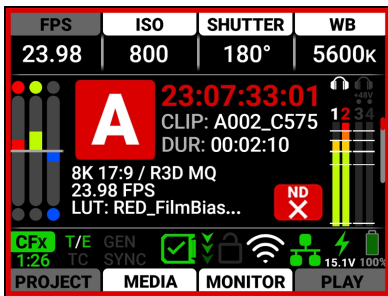 FPS ISO SHUTTER WB
23.98 800 180° 5600K
A 23:07:33:01
CLIP: A002_C575
DUR: 00:02:10
+48V
1 2 3 4
8K 17:9 / R3D MQ
23.98 FPS
LUT: RED_FilmBias...
ND
CFx T/E GEN
1:26 TC SYNC 15.1V 100%
PROJECT MEDIA MONITOR PLAY